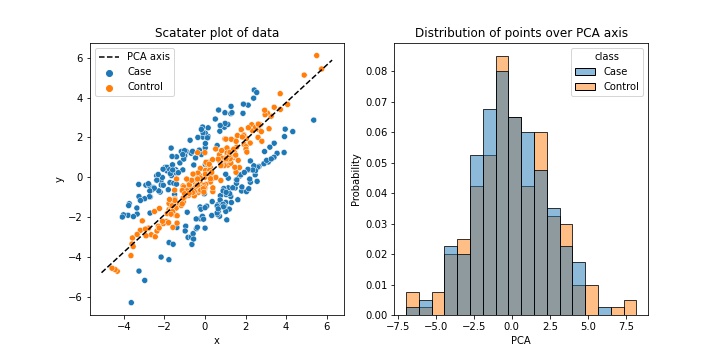 Scatater plot of data
PCA axis
Case
Control
6
4
2
0
−2
−4
−6
y
−4
−2
0
2
4
6
x
Distribution of points over PCA axis
class
Case
Control
0.08
0.07
0.06
0.05
0.04
0.03
0.02
0.01
0.00
Probability
−7.5
−5.0
−2.5
0.0
2.5
5.0
7.5
PCA